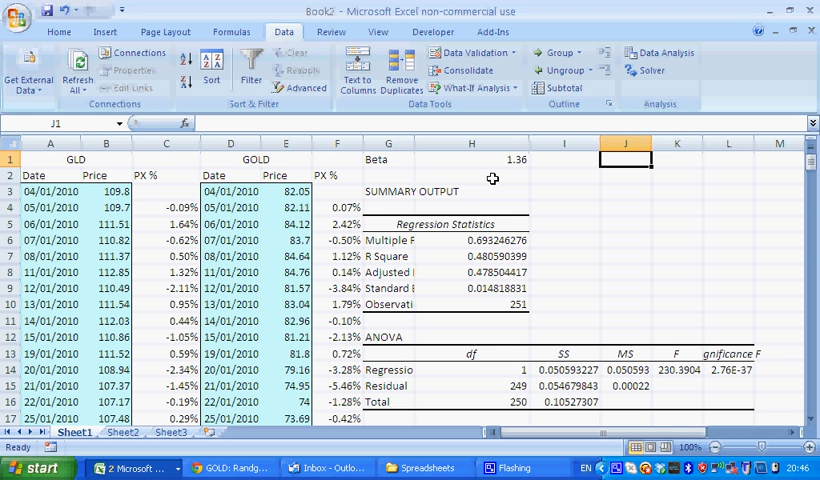 Book2 - Microsoft Excel non-commercial use
Home Insert Page Layout Formulas Data Review View Developer Add-Ins
Get External Data
Refresh All
Connections
Properties
Edit Links
Connections
Sort
Filter
Clear
Reapply
Advanced
Sort & Filter
Text to Columns
Remove Duplicates
Data Validation
Consolidate
What-If Analysis
Data Tools
Group
Ungroup
Subtotal
Outline
Data Analysis
Solver
Analysis
J1 fx
A B C D E F G H I J K L M
1 GLD GOLD Beta 1.36
2 Date Price PX % Date Price PX %
3 04/01/2010 109.8 04/01/2010 82.05 SUMMARY OUTPUT
4 05/01/2010 109.7 -0.09% 05/01/2010 82.11 0.07%
5 06/01/2010 111.51 1.64% 06/01/2010 84.12 2.42% Regression Statistics
6 07/01/2010 110.82 -0.62% 07/01/2010 83.7 -0.50% Multiple F 0.693246276
7 08/01/2010 111.37 0.50% 08/01/2010 84.64 1.12% R Square 0.480590399
8 11/01/2010 112.85 1.32% 11/01/2010 84.76 0.14% Adjusted 0.478504417
9 12/01/2010 110.49 -2.11% 12/01/2010 81.57 -3.84% Standard E 0.014818831
10 13/01/2010 111.54 0.95% 13/01/2010 83.04 1.79% Observati 251
11 14/01/2010 112.03 0.44% 14/01/2010 82.96 -0.10%
12 15/01/2010 110.86 -1.05% 15/01/2010 81.21 -2.13% ANOVA
13 19/01/2010 111.52 0.59% 19/01/2010 81.8 0.72% df SS MS F gnificance F
14 20/01/2010 108.94 -2.34% 20/01/2010 79.16 -3.28% Regressio 1 0.050593227 0.050593 230.3904 2.76E-37
15 21/01/2010 107.37 -1.45% 21/01/2010 74.95 -5.46% Residual 249 0.054679843 0.00022
16 22/01/2010 107.17 -0.19% 22/01/2010 74 -1.28% Total 250 0.10527307
17 25/01/2010 107.48 0.29% 25/01/2010 73.69 -0.42%
Sheet1 Sheet2 Sheet3
Ready 100%
start 2 Microsoft ... GOLD: Randg... Inbox - Outlo... Spreadsheets Flashing EN 20:46